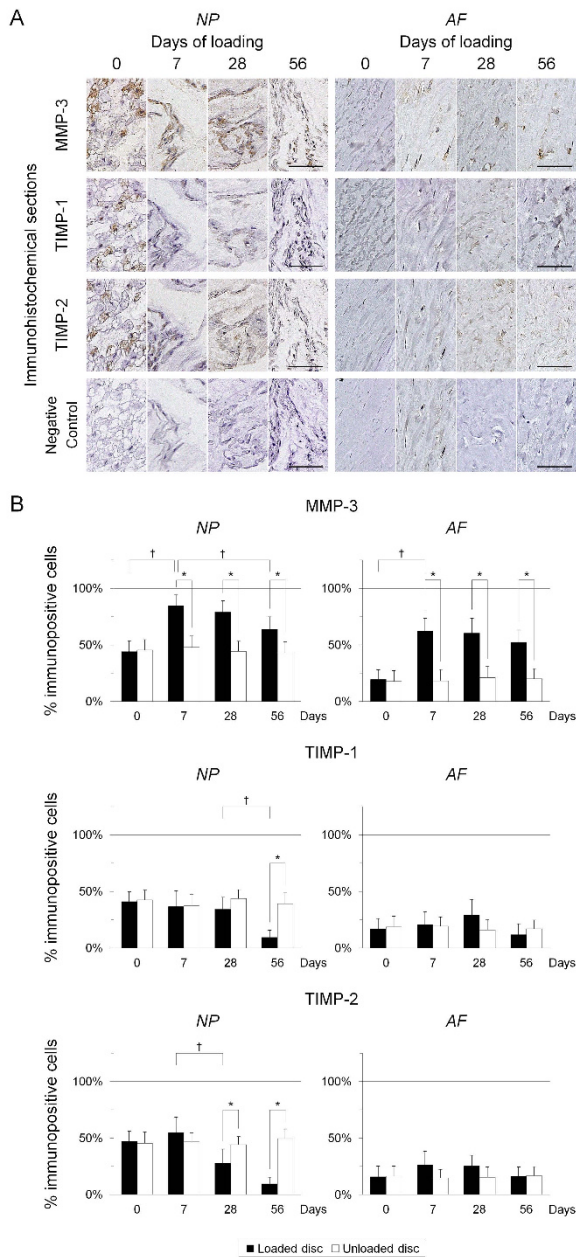 A
NP
AF
Days of loading
Days of loading
0 7 28 56
0 7 28 56
Immunohistochemical sections
MMP-3
TIMP-1
TIMP-2
Negative
Control
B
MMP-3
NP
AF
% immunopositive cells
† †
†
* * *
* * *
100%
50%
0%
100%
50%
0%
0 7 28 56 Days
0 7 28 56 Days
TIMP-1
NP
AF
% immunopositive cells
†
*
100%
50%
0%
100%
50%
0%
0 7 28 56 Days
0 7 28 56 Days
TIMP-2
NP
AF
% immunopositive cells
†
* *
100%
50%
0%
100%
50%
0%
0 7 28 56 Days
0 7 28 56 Days
Loaded disc Unloaded disc